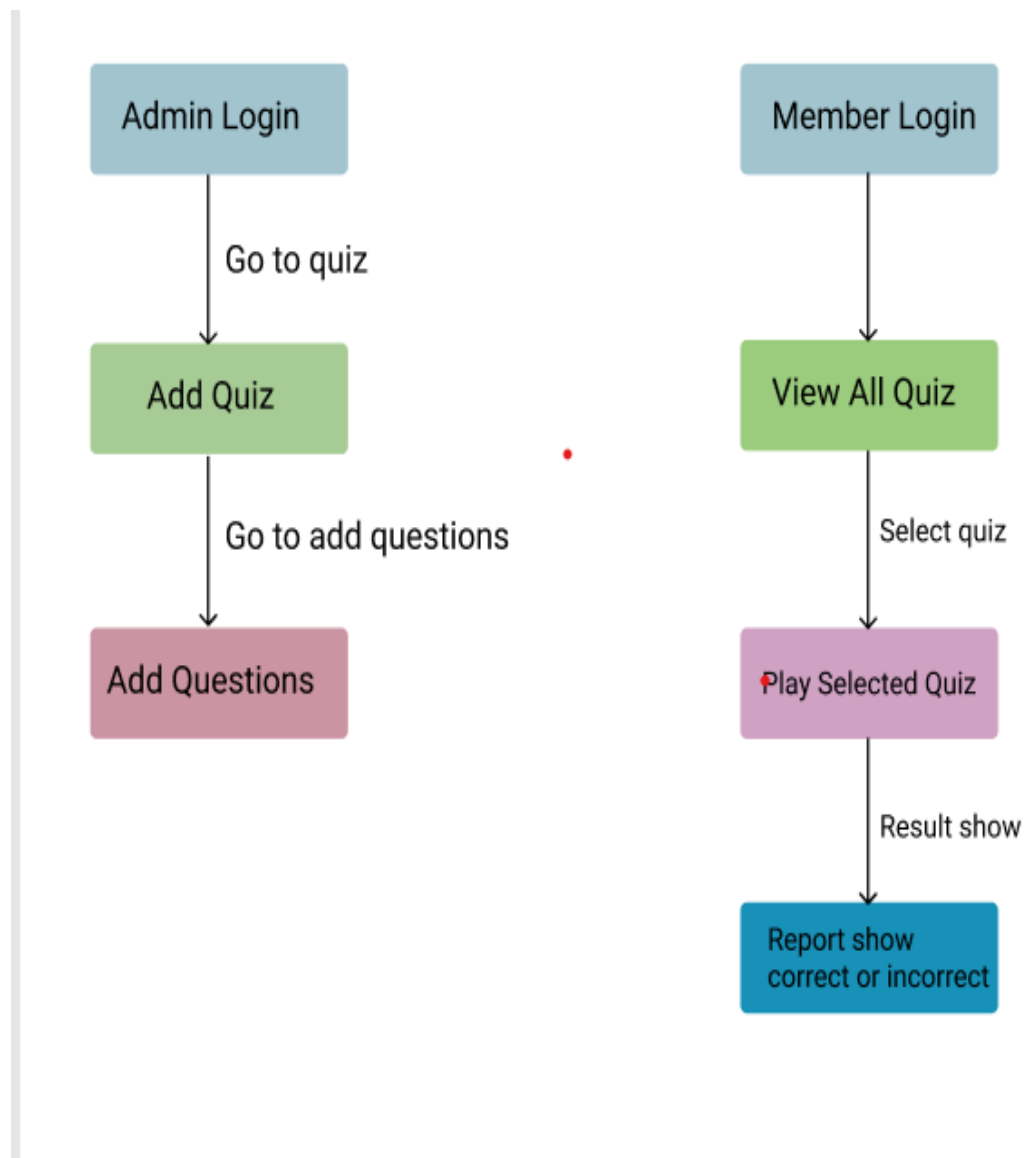 Admin Login
Go to quiz
Add Quiz
Go to add questions
Add Questions
Member Login
View All Quiz
Select quiz
Play Selected Quiz
Result show
Report show
correct or incorrect